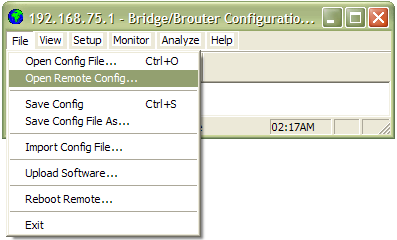 192.168.75.1 - Bridge/Brouter Configuratio...
File View Setup Monitor Analyze Help
Open Config File... Ctrl+O
Open Remote Config...
Save Config Ctrl+S
Save Config File As...
Import Config File...
Upload Software...
Reboot Remote...
Exit
02:17AM